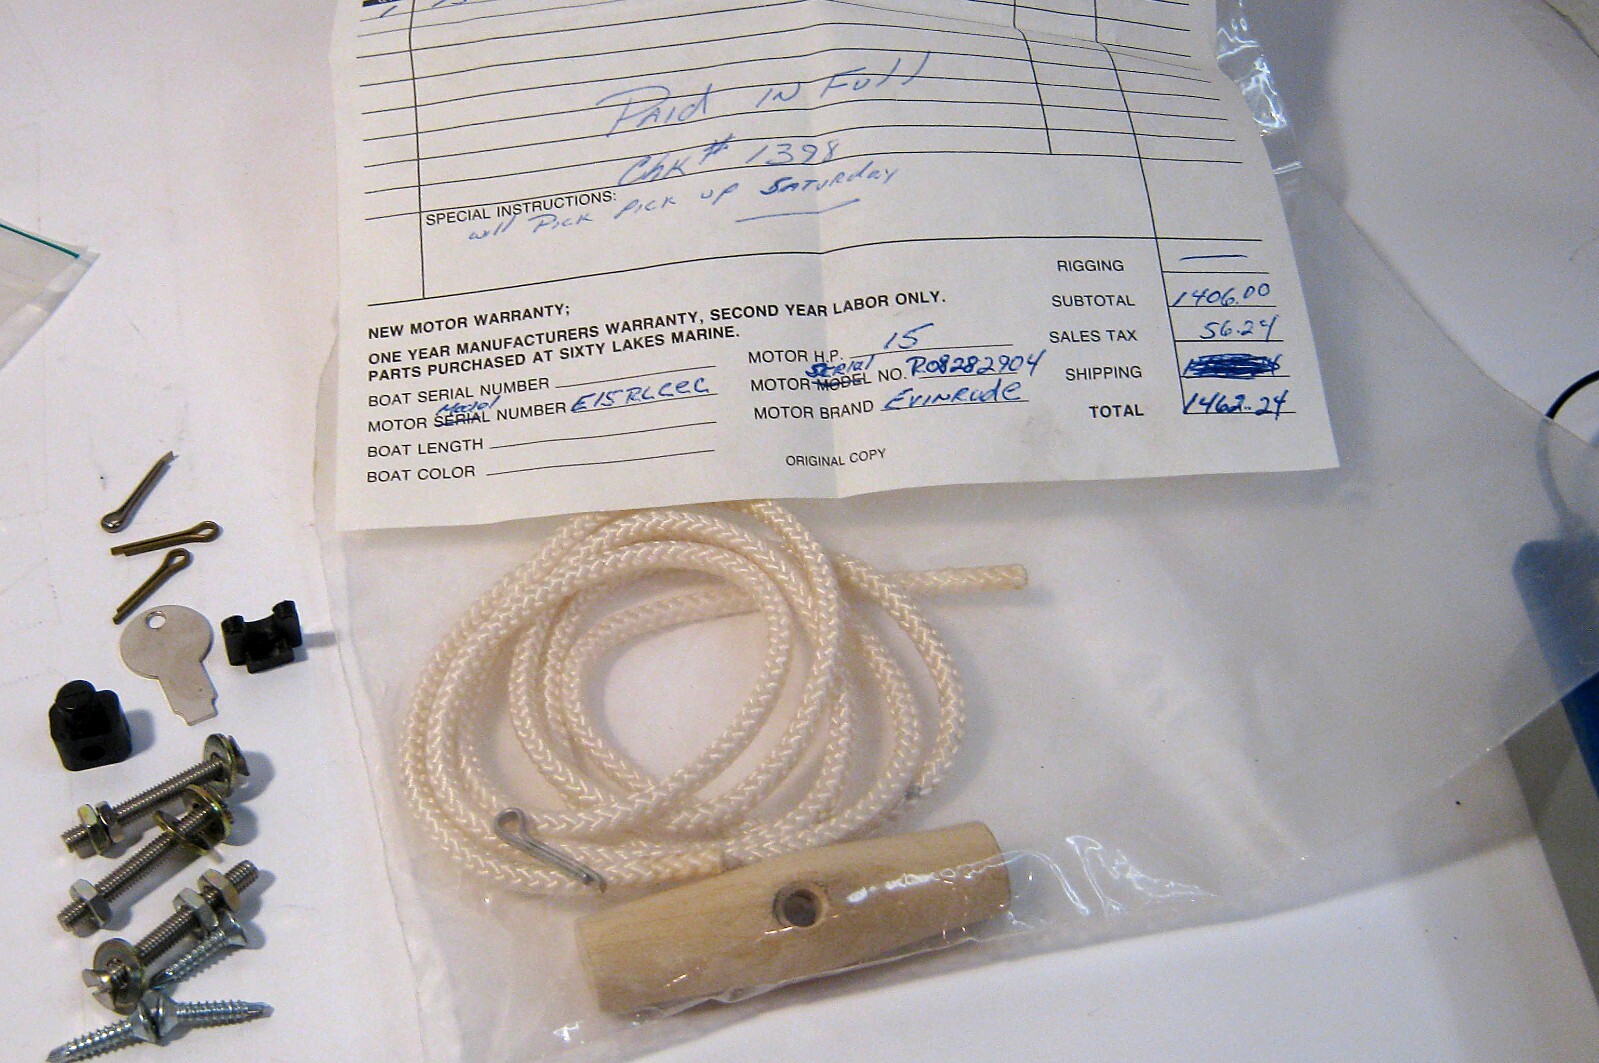 Paid in Full
Chk # 1398
SPECIAL INSTRUCTIONS:
will Pick pick up Saturday
RIGGING —
SUBTOTAL 1406.00
SALES TAX 56.24
SHIPPING
TOTAL 1462.24
NEW MOTOR WARRANTY;
ONE YEAR MANUFACTURERS WARRANTY, SECOND YEAR LABOR ONLY.
PARTS PURCHASED AT SIXTY LAKES MARINE.
BOAT SERIAL NUMBER
Model
MOTOR SERIAL NUMBER E15RLCEC
BOAT LENGTH
BOAT COLOR
MOTOR H.P. 15
Serial
MOTOR MODEL NO. R08282904
MOTOR BRAND Evinrude
ORIGINAL COPY